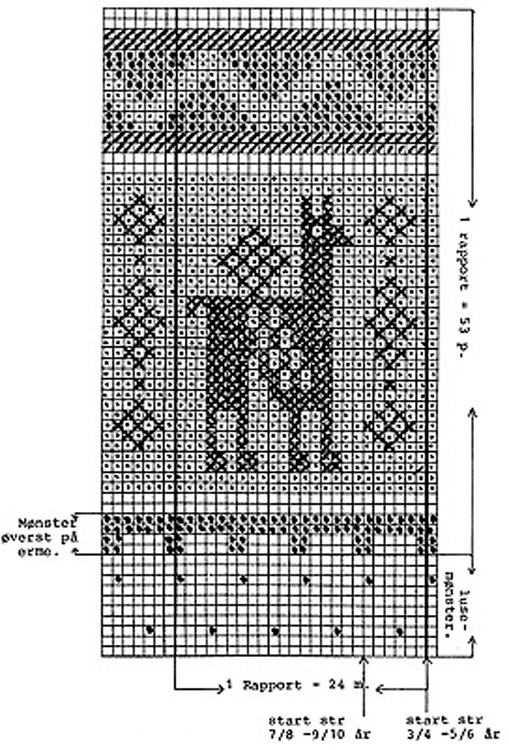 1 rapport = 53 p.
Mønster
øverst på
erme.
luse-
mønster.
1 Rapport = 24 m.
start str
7/8 -9/10 år
start str
3/4 -5/6 år